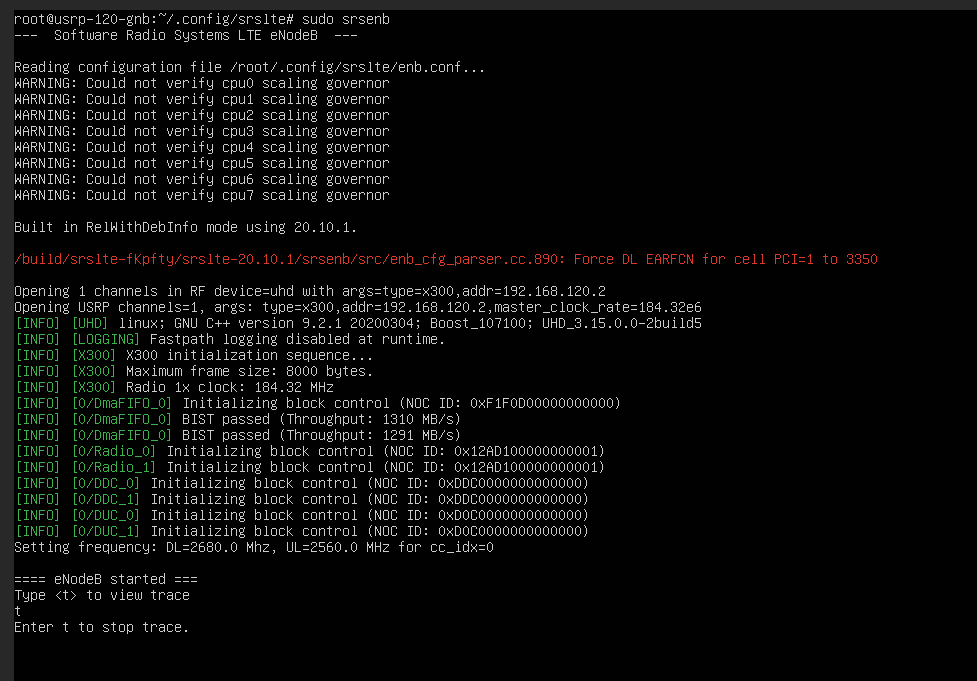 root@usrp-120-gnb:~/.config/srslte# sudo srsenb
---  Software Radio Systems LTE eNodeB  ---
Reading configuration file /root/.config/srslte/enb.conf...
WARNING: Could not verify cpu0 scaling governor
WARNING: Could not verify cpu1 scaling governor
WARNING: Could not verify cpu2 scaling governor
WARNING: Could not verify cpu3 scaling governor
WARNING: Could not verify cpu4 scaling governor
WARNING: Could not verify cpu5 scaling governor
WARNING: Could not verify cpu6 scaling governor
WARNING: Could not verify cpu7 scaling governor
Built in RelWithDebInfo mode using 20.10.1.
/build/srslte-fKpfty/srslte-20.10.1/srsenb/src/enb_cfg_parser.cc.890: Force DL EARFCN for cell PCI=1 to 3350
Opening 1 channels in RF device=uhd with args=type=x300,addr=192.168.120.2
Opening USRP channels=1, args: type=x300,addr=192.168.120.2,master_clock_rate=184.32e6
[INFO] [UHD] linux; GNU C++ version 9.2.1 20200304; Boost_107100; UHD_3.15.0.0-2build5
[INFO] [LOGGING] Fastpath logging disabled at runtime.
[INFO] [X300] X300 initialization sequence...
[INFO] [X300] Maximum frame size: 8000 bytes.
[INFO] [X300] Radio 1x clock: 184.32 MHz
[INFO] [0/DmaFIFO_0] Initializing block control (NOC ID: 0xF1F0D00000000000)
[INFO] [0/DmaFIFO_0] BIST passed (Throughput: 1310 MB/s)
[INFO] [0/DmaFIFO_0] BIST passed (Throughput: 1291 MB/s)
[INFO] [0/Radio_0] Initializing block control (NOC ID: 0x12AD100000000001)
[INFO] [0/Radio_1] Initializing block control (NOC ID: 0x12AD100000000001)
[INFO] [0/DDC_0] Initializing block control (NOC ID: 0xDDC0000000000000)
[INFO] [0/DDC_1] Initializing block control (NOC ID: 0xDDC0000000000000)
[INFO] [0/DUC_0] Initializing block control (NOC ID: 0xD0C0000000000000)
[INFO] [0/DUC_1] Initializing block control (NOC ID: 0xD0C0000000000000)
Setting frequency: DL=2680.0 Mhz, UL=2560.0 MHz for cc_idx=0
==== eNodeB started ===
Type <t> to view trace
t
Enter t to stop trace.